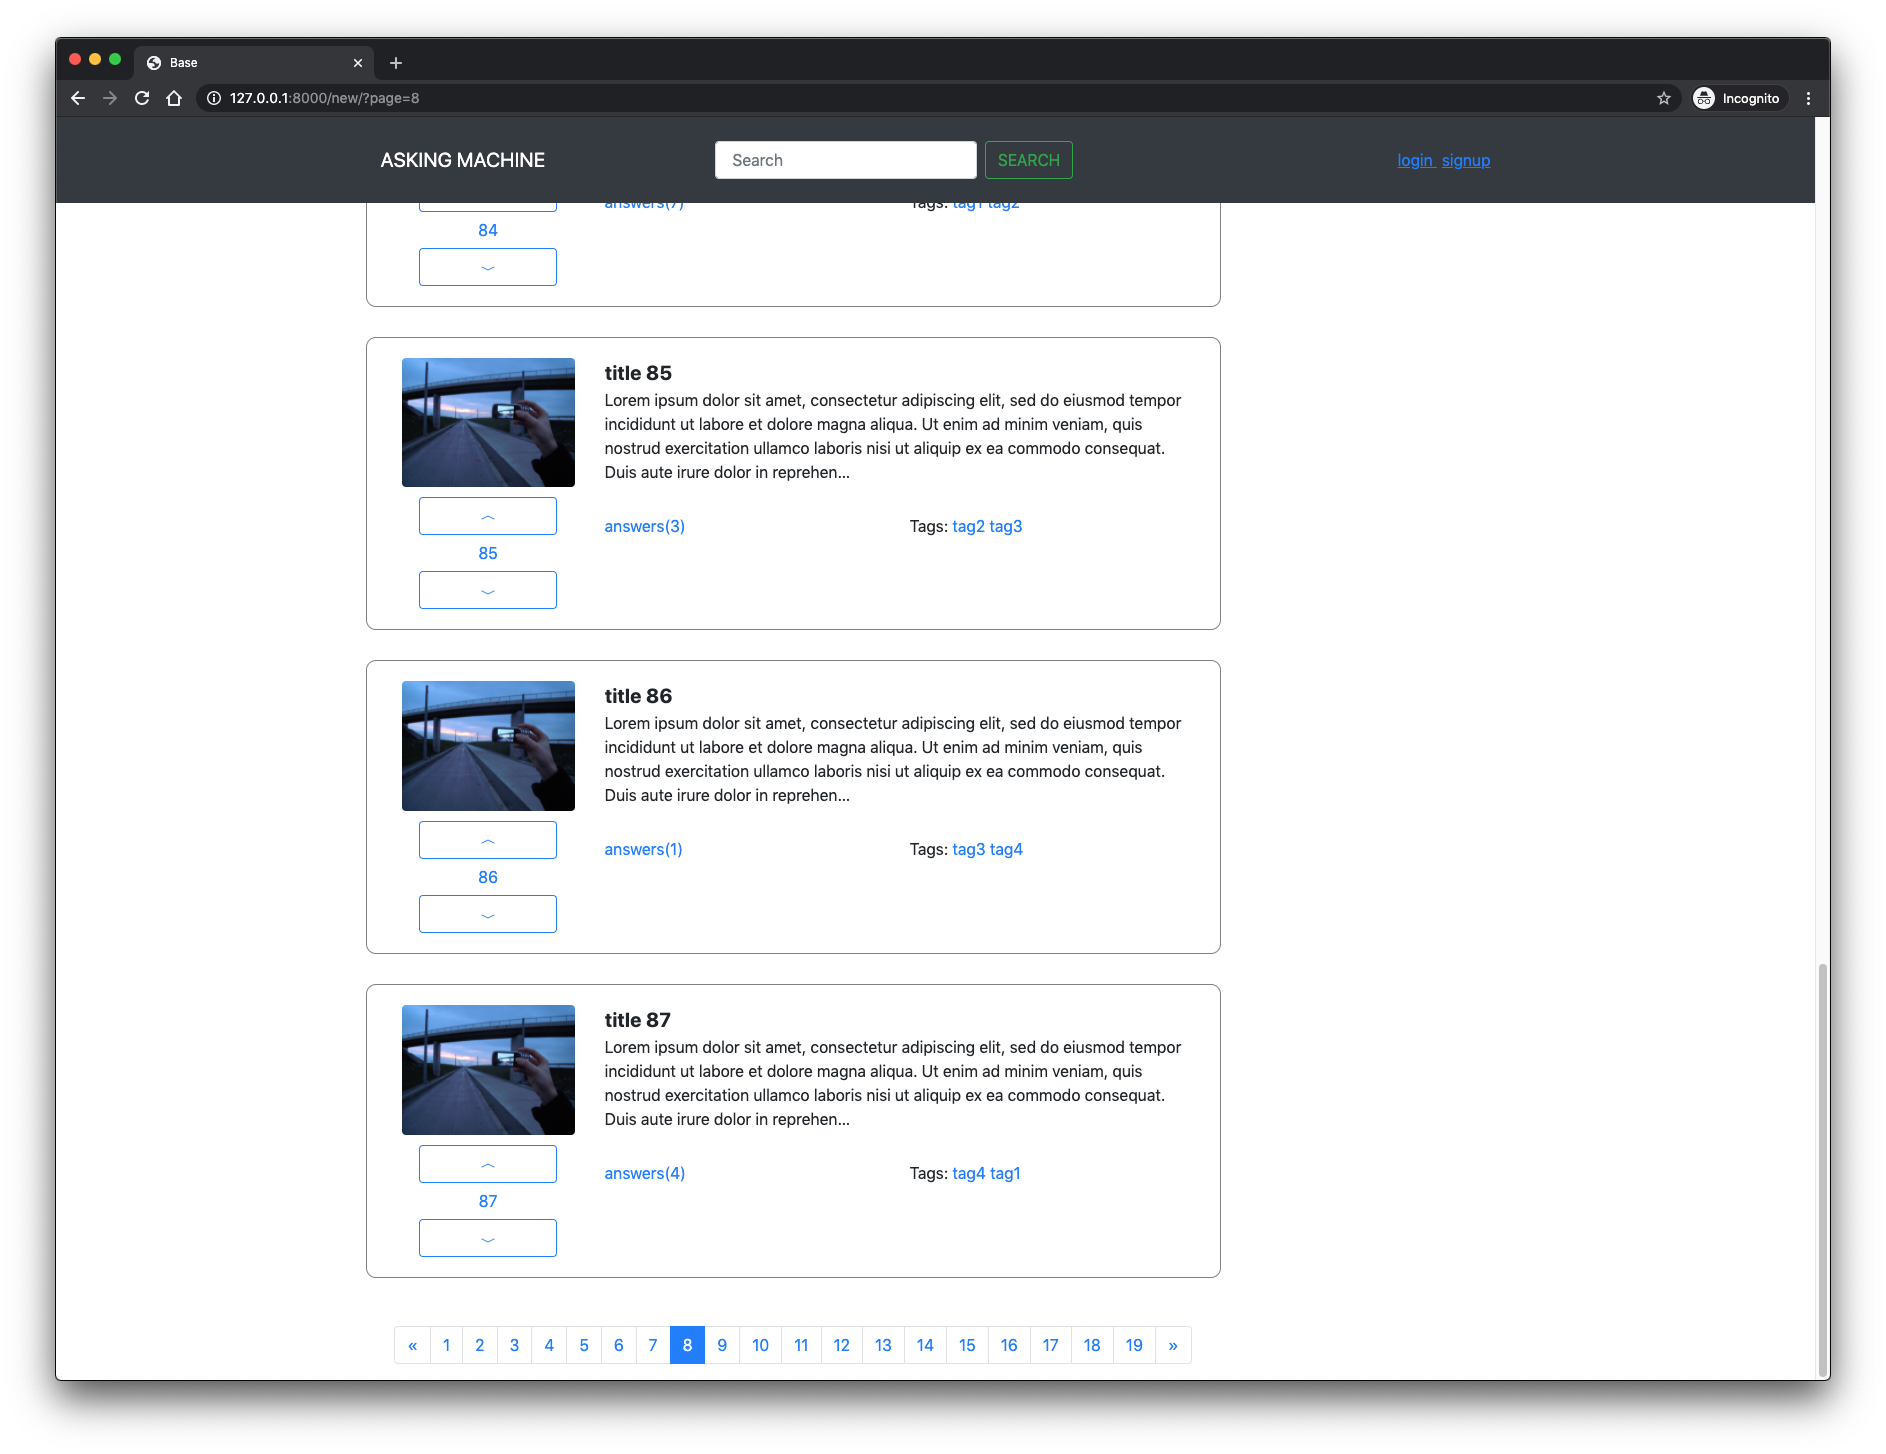 Base
127.0.0.1:8000/new/?page=8
Incognito
ASKING MACHINE
Search
SEARCH
login signup
answers(7)
Tags: tag1 tag2
84
title 85
Lorem ipsum dolor sit amet, consectetur adipiscing elit, sed do eiusmod tempor
incididunt ut labore et dolore magna aliqua. Ut enim ad minim veniam, quis
nostrud exercitation ullamco laboris nisi ut aliquip ex ea commodo consequat.
Duis aute irure dolor in reprehen...
answers(3)
Tags: tag2 tag3
85
title 86
Lorem ipsum dolor sit amet, consectetur adipiscing elit, sed do eiusmod tempor
incididunt ut labore et dolore magna aliqua. Ut enim ad minim veniam, quis
nostrud exercitation ullamco laboris nisi ut aliquip ex ea commodo consequat.
Duis aute irure dolor in reprehen...
answers(1)
Tags: tag3 tag4
86
title 87
Lorem ipsum dolor sit amet, consectetur adipiscing elit, sed do eiusmod tempor
incididunt ut labore et dolore magna aliqua. Ut enim ad minim veniam, quis
nostrud exercitation ullamco laboris nisi ut aliquip ex ea commodo consequat.
Duis aute irure dolor in reprehen...
answers(4)
Tags: tag4 tag1
87
« 1 2 3 4 5 6 7 8 9 10 11 12 13 14 15 16 17 18 19 »